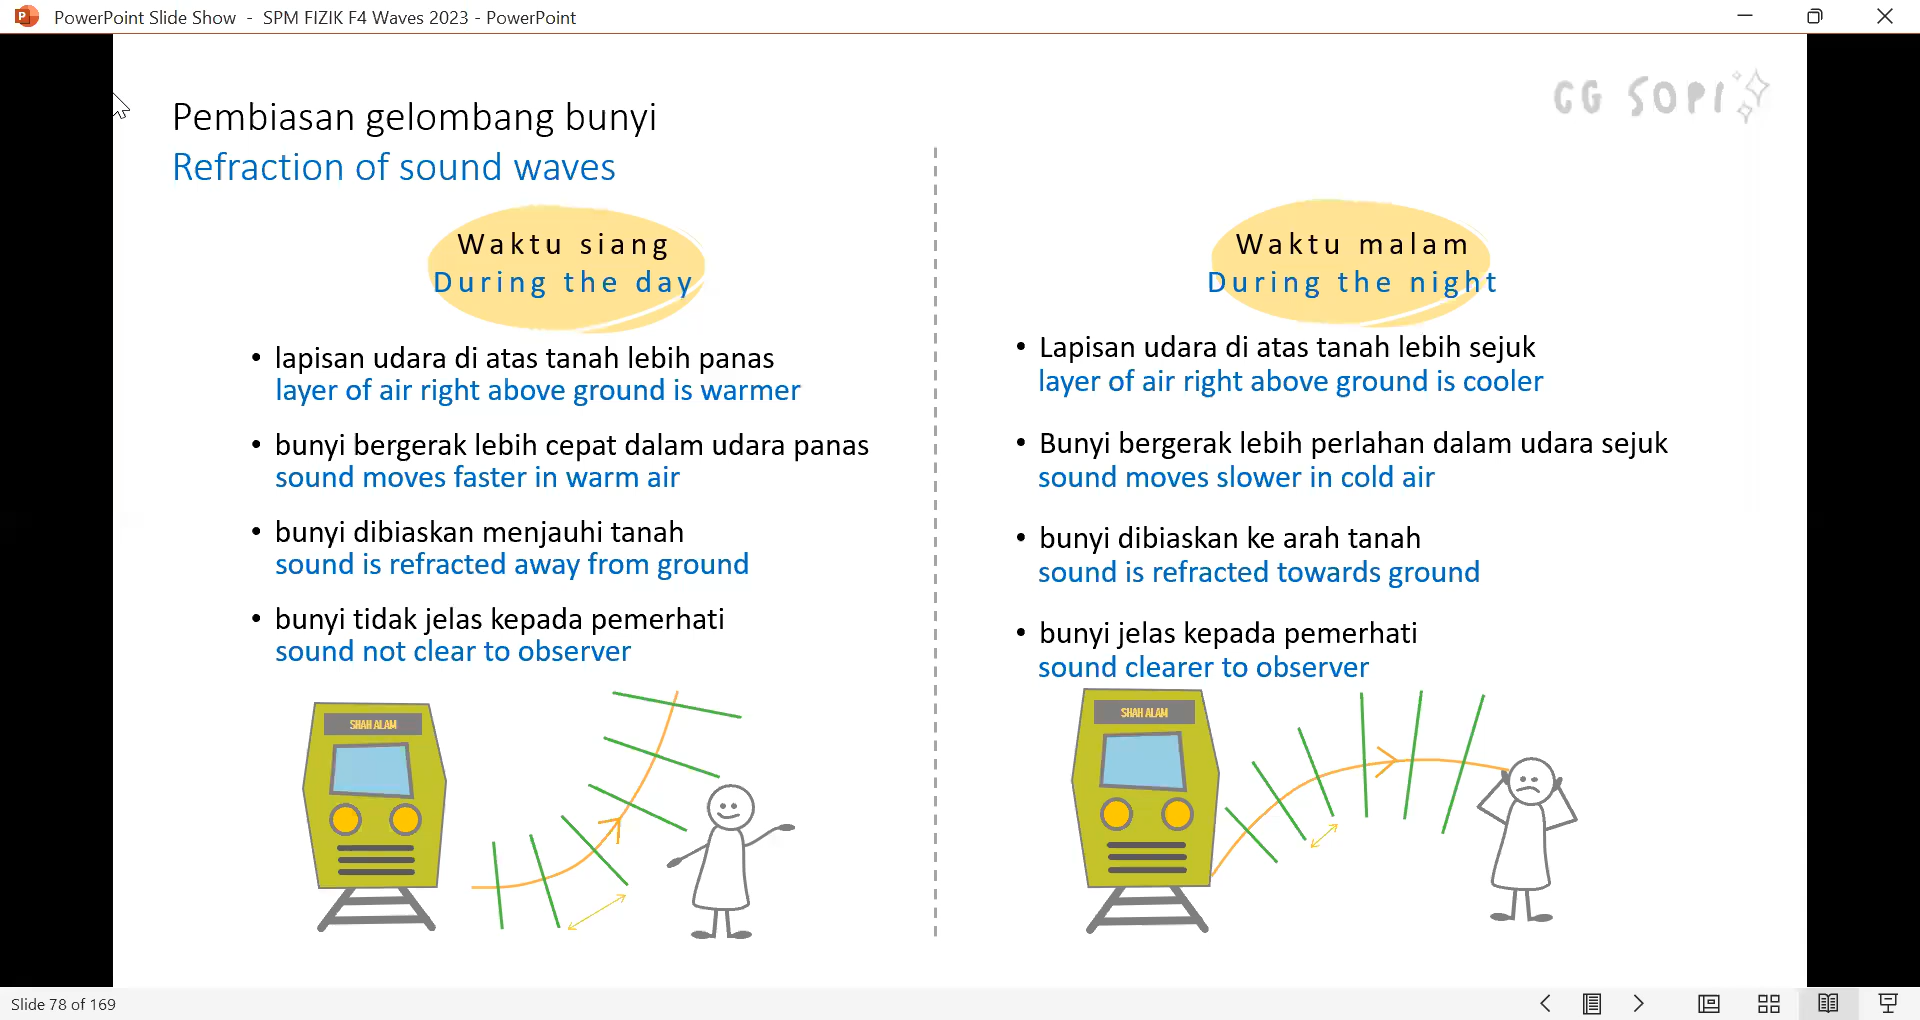 PowerPoint Slide Show - SPM FIZIK F4 Waves 2023 - PowerPoint
CG SOPI
Pembiasan gelombang bunyi
Refraction of sound waves
Waktu siang
During the day
• lapisan udara di atas tanah lebih panas
layer of air right above ground is warmer
• bunyi bergerak lebih cepat dalam udara panas
sound moves faster in warm air
• bunyi dibiaskan menjauhi tanah
sound is refracted away from ground
• bunyi tidak jelas kepada pemerhati
sound not clear to observer
SHAH ALAM
Waktu malam
During the night
• Lapisan udara di atas tanah lebih sejuk
layer of air right above ground is cooler
• Bunyi bergerak lebih perlahan dalam udara sejuk
sound moves slower in cold air
• bunyi dibiaskan ke arah tanah
sound is refracted towards ground
• bunyi jelas kepada pemerhati
sound clearer to observer
SHAH ALAM
Slide 78 of 169